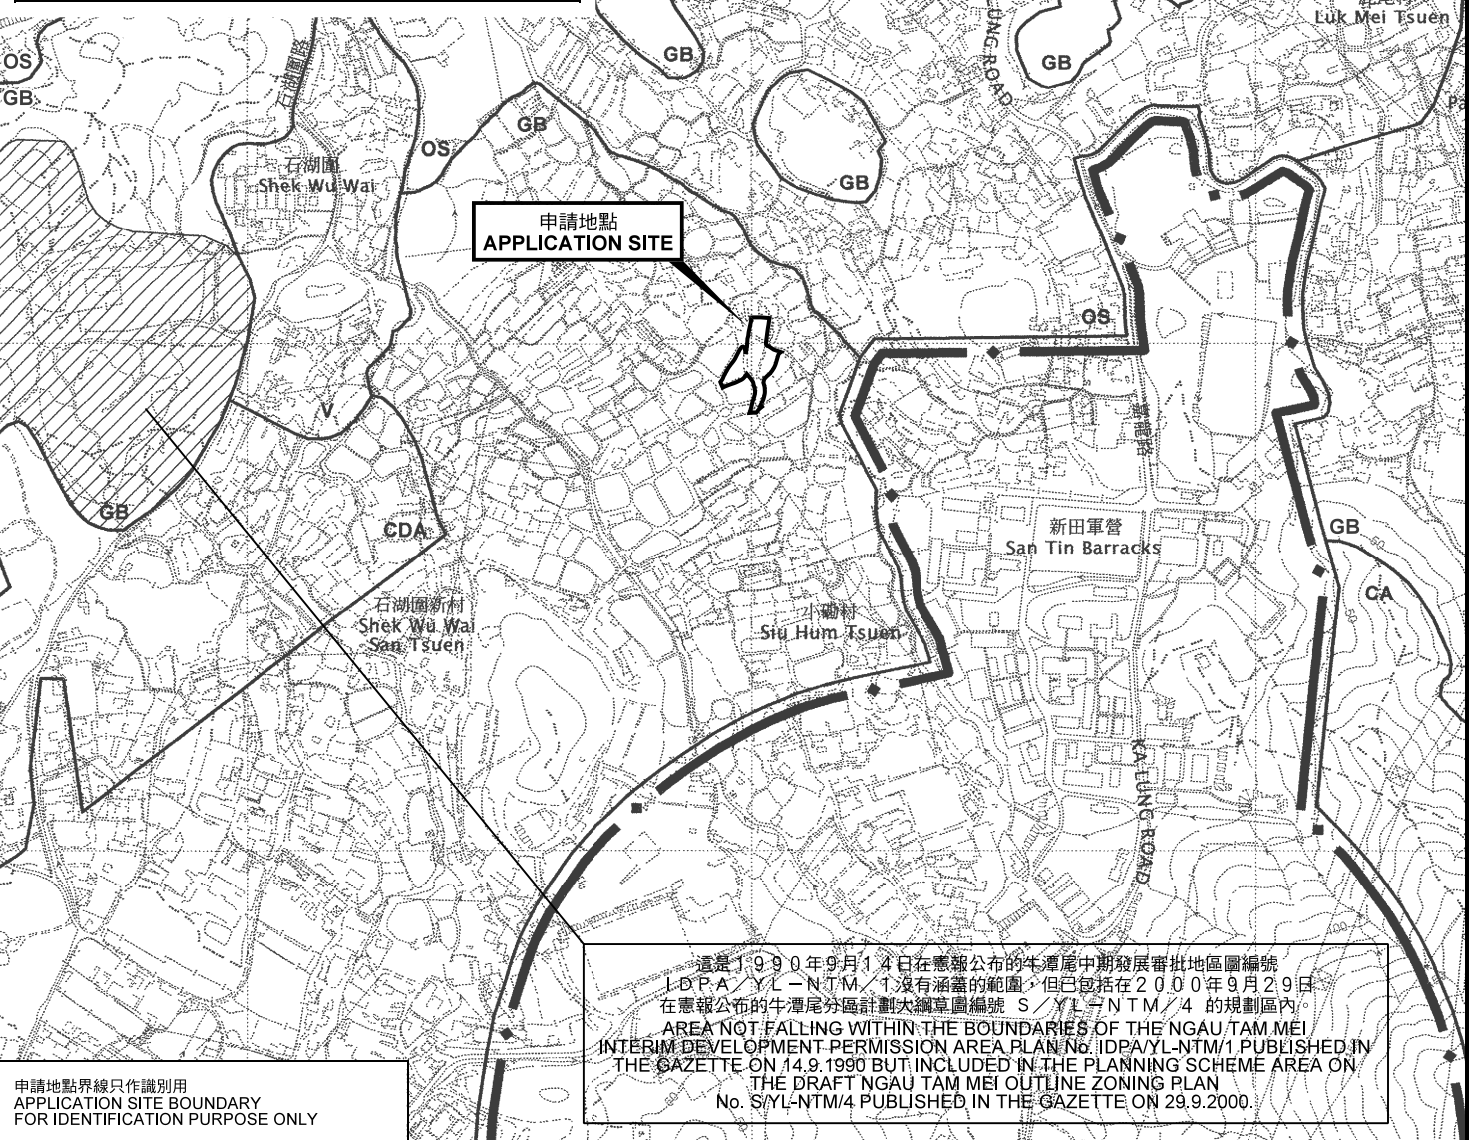 Luk Mei Tsuen
GB
GB
OS
GB
GB
石湖圍路
OS
石湖圍
Shek Wu Wai
GB
申請地點
APPLICATION SITE
OS
V
GB
CDA
新田軍營
San Tin Barracks
GB
CA
石湖圍新村
Shek Wu Wai
San Tsuen
小磡村
Siu Hum Tsuen
KA LUNG ROAD
這是1990年9月14日在憲報公布的牛潭尾中期發展審批地區圖編號
IDPA/YL-NTM/1沒有涵蓋的範圍,但已包括在2000年9月29日
在憲報公布的牛潭尾分區計劃大綱草圖編號 S/YL-NTM/4 的規劃區內。
AREA NOT FALLING WITHIN THE BOUNDARIES OF THE NGAU TAM MEI
INTERIM DEVELOPMENT PERMISSION AREA PLAN No. IDPA/YL-NTM/1 PUBLISHED IN
THE GAZETTE ON 14.9.1990 BUT INCLUDED IN THE PLANNING SCHEME AREA ON
THE DRAFT NGAU TAM MEI OUTLINE ZONING PLAN
No. S/YL-NTM/4 PUBLISHED IN THE GAZETTE ON 29.9.2000.
申請地點界線只作識別用
APPLICATION SITE BOUNDARY
FOR IDENTIFICATION PURPOSE ONLY